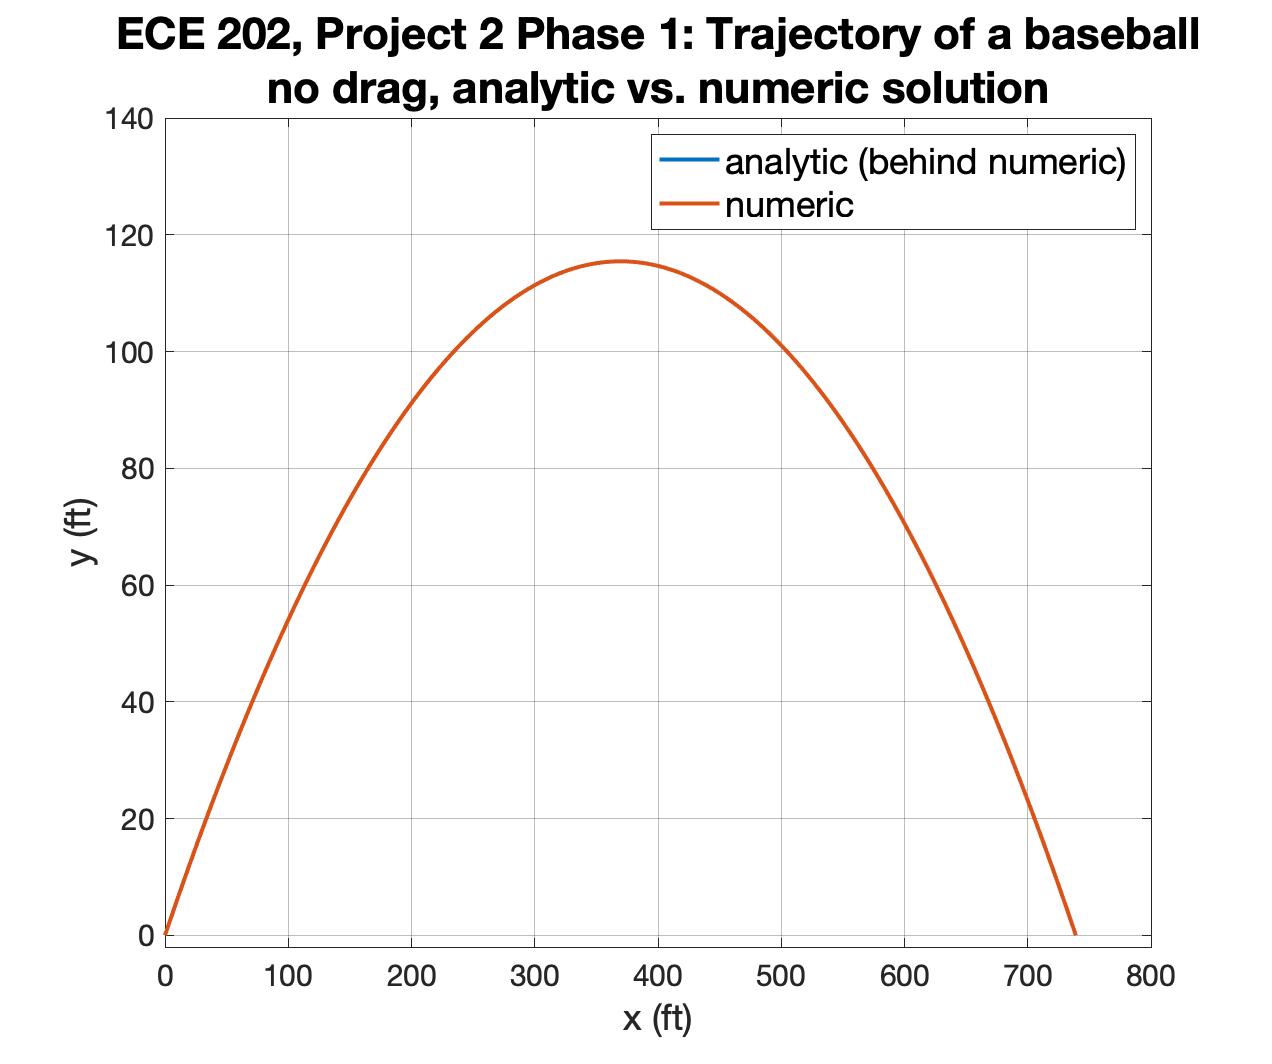 ECE 202, Project 2 Phase 1: Trajectory of a baseball
no drag, analytic vs. numeric solution
140
120
100
80
60
40
20
0
y (ft)
analytic (behind numeric)
numeric
0 100 200 300 400 500 600 700 800
x (ft)